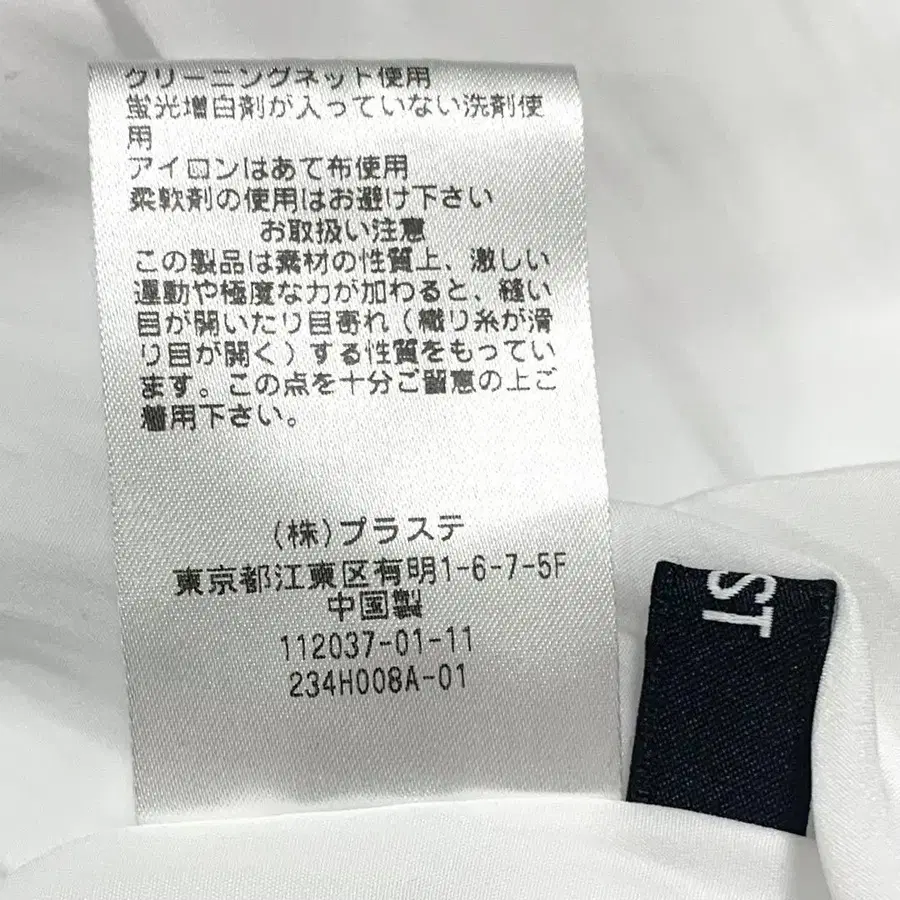 クリーニングネット使用
蛍光増白剤が入っていない洗剤使
用
アイロンはあて布使用
柔軟剤の使用はお避け下さい
お取扱い注意
この製品は素材の性質上、激しい
運動や極度な力が加わると、縫い
目が開いたり目寄れ(織り糸が滑
り目が開く)する性質をもってい
ます。この点を十分ご留意の上ご
着用下さい。
(株)プラステ
東京都江東区有明1-6-7-5F
中国製
112037-01-11
234H008A-01
ST